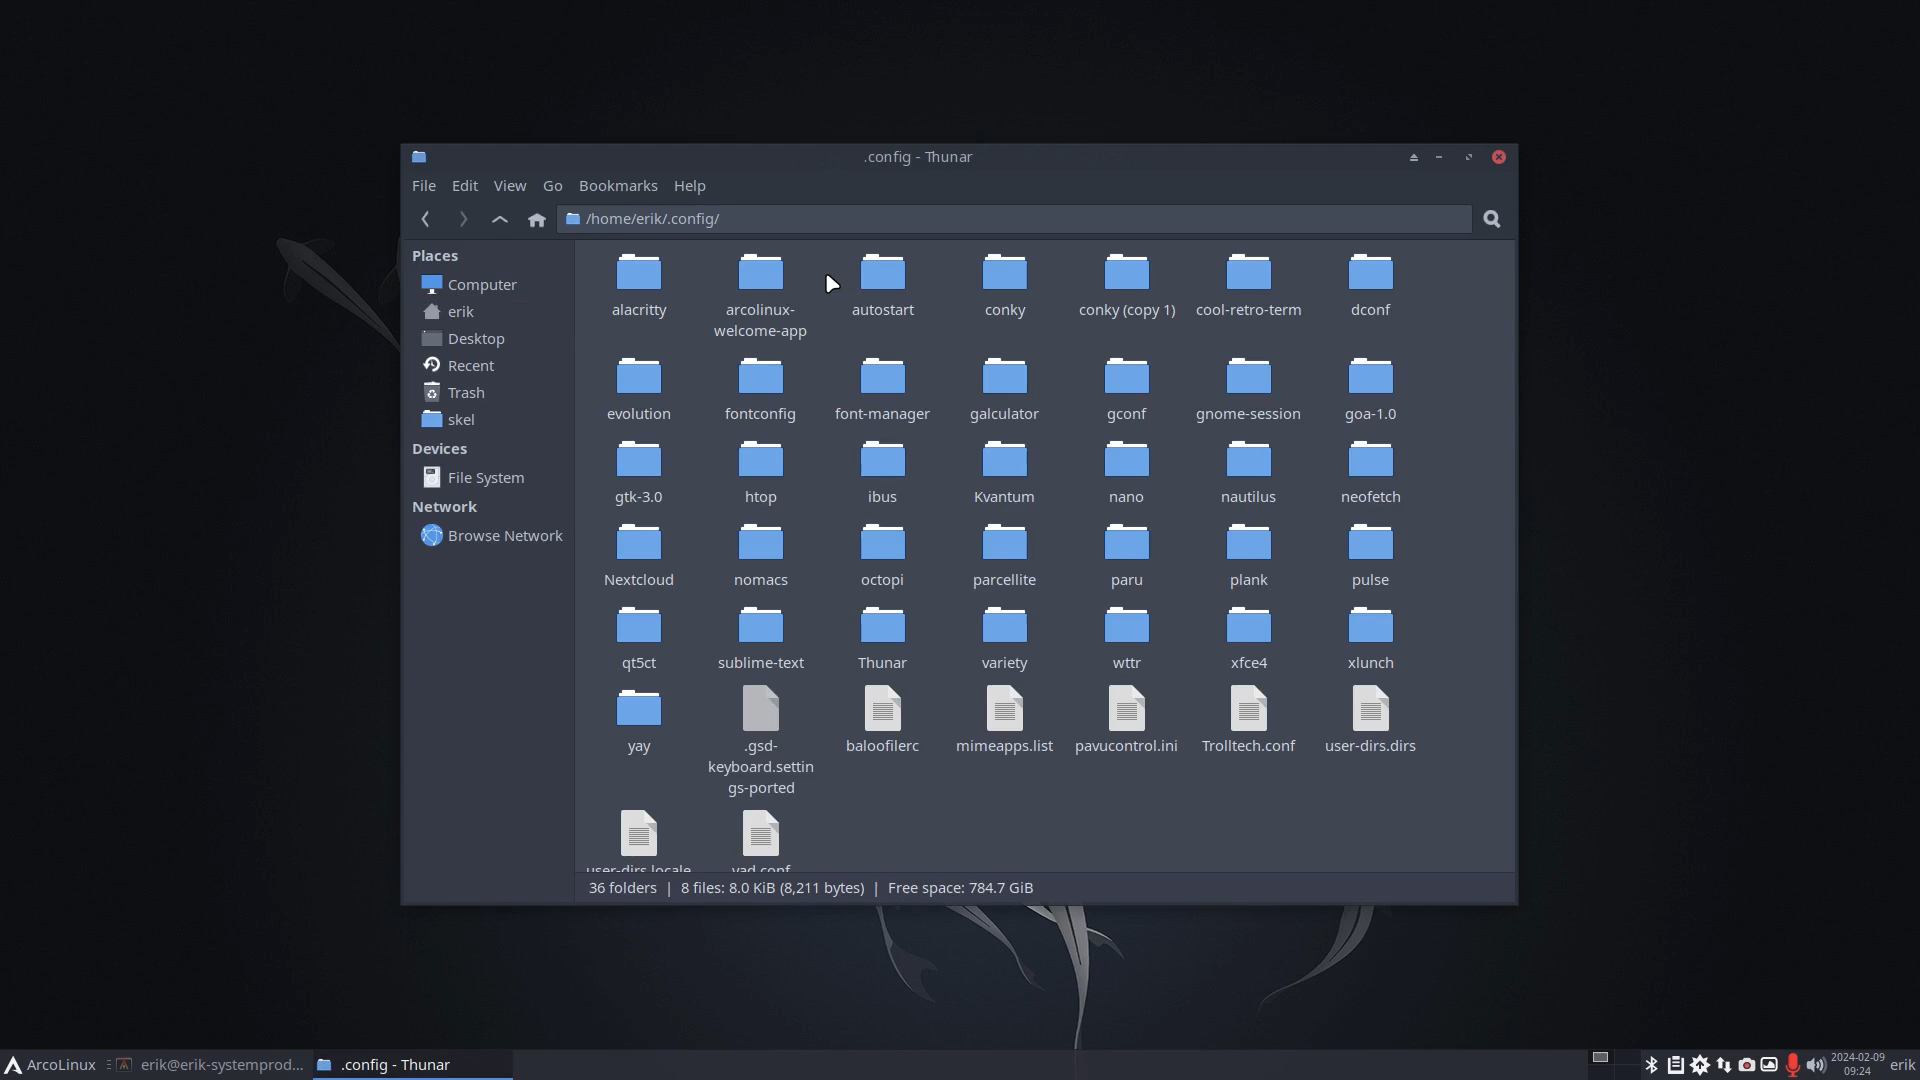 .config - Thunar
File Edit View Go Bookmarks Help
/home/erik/.config/
Places
Computer
erik
Desktop
Recent
Trash
skel
Devices
File System
Network
Browse Network
alacritty
arcolinux-
welcome-app
autostart
conky
conky (copy 1)
cool-retro-term
dconf
evolution
fontconfig
font-manager
galculator
gconf
gnome-session
goa-1.0
gtk-3.0
htop
ibus
Kvantum
nano
nautilus
neofetch
Nextcloud
nomacs
octopi
parcellite
paru
plank
pulse
qt5ct
sublime-text
Thunar
variety
wttr
xfce4
xlunch
yay
.gsd-
keyboard.settin
gs-ported
baloofilerc
mimeapps.list
pavucontrol.ini
Trolltech.conf
user-dirs.dirs
user-dirs.locale
yad.conf
36 folders | 8 files: 8.0 KiB (8,211 bytes) | Free space: 784.7 GiB
ArcoLinux
erik@erik-systemprod...
.config - Thunar
2024-02-09
09:24
erik